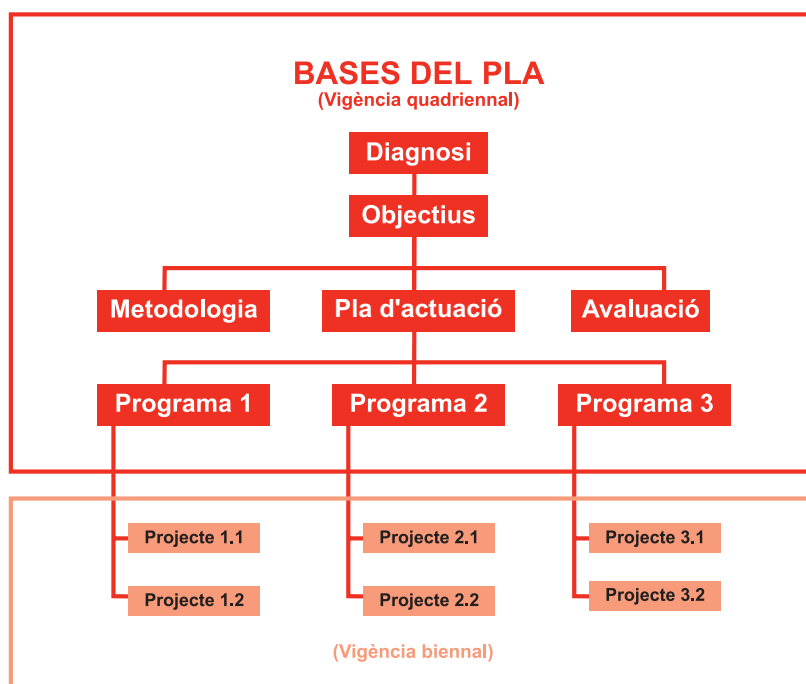 BASES DEL PLA
(Vigència quadriennal)
Diagnosi
Objectius
Metodologia
Pla d'actuació
Avaluació
Programa 1
Programa 2
Programa 3
Projecte 1.1
Projecte 2.1
Projecte 3.1
Projecte 1.2
Projecte 2.2
Projecte 3.2
(Vigència biennal)